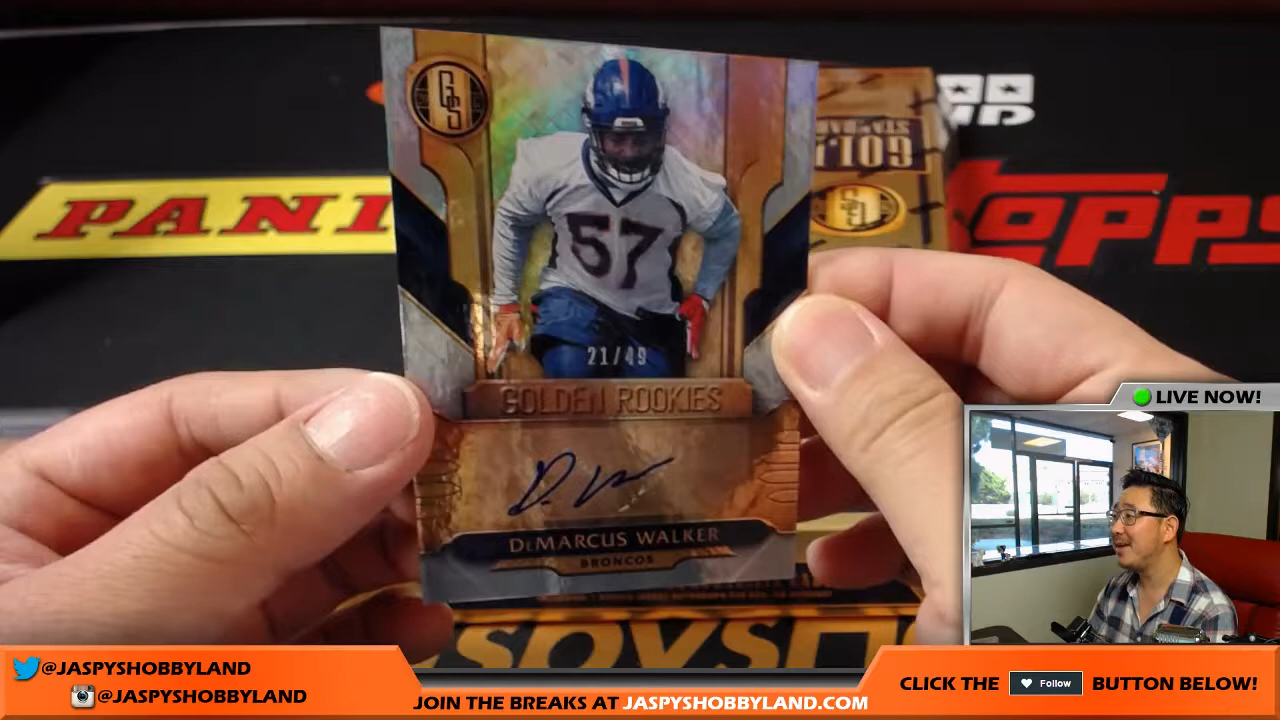 GS
57
21/49
GOLDEN ROOKIES
DEMARCUS WALKER
BRONCOS
PANI
TOPPS
LIVE NOW!
@JASPYSHOBBYLAND
@JASPYSHOBBYLAND
JOIN THE BREAKS AT JASPYSHOBBYLAND.COM
CLICK THE Follow BUTTON BELOW!